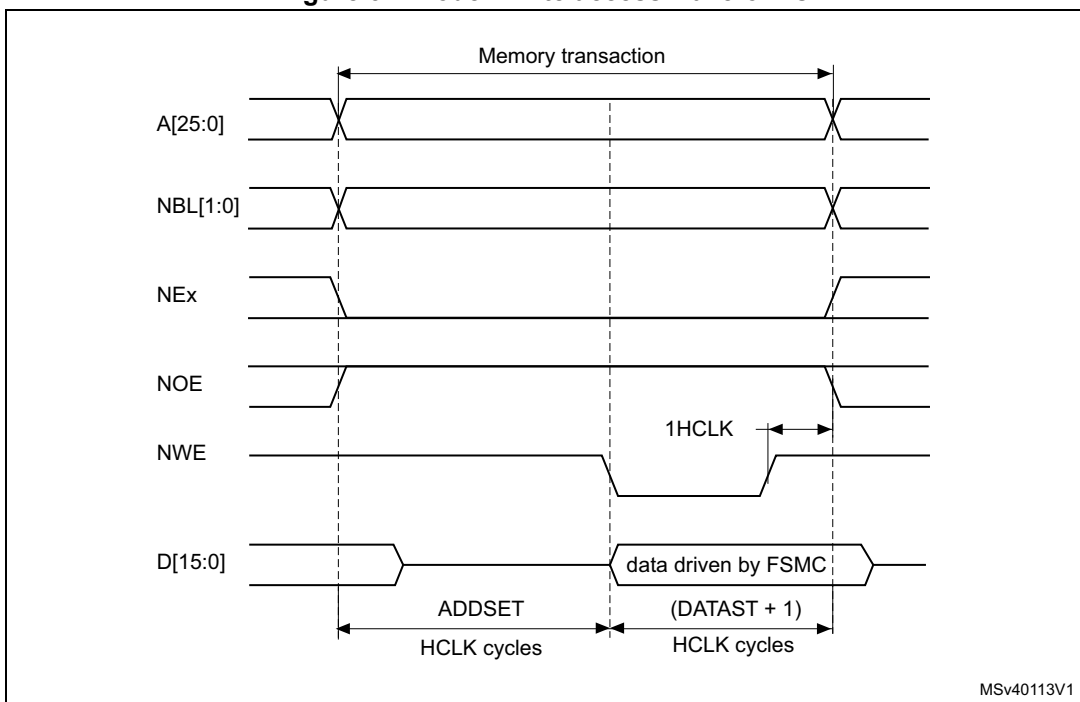 Memory transaction
A[25:0]
NBL[1:0]
NEx
NOE
1HCLK
NWE
D[15:0]
data driven by FSMC
ADDSET
(DATAST + 1)
HCLK cycles
HCLK cycles
MSv40113V1